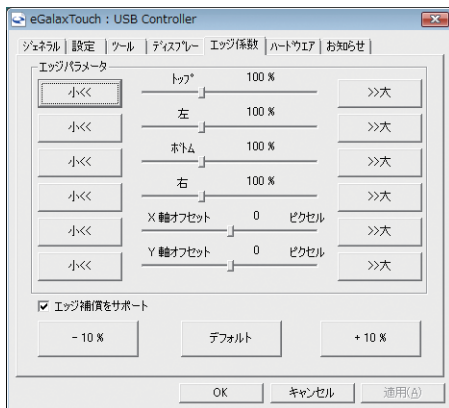 eGalaxTouch : USB Controller
ジェネラル 設定 ツール ディスプレー エッジ係数 ハートウエア お知らせ
エッジパラメータ
トップ 100 %
小<< >>大
左 100 %
小<< >>大
ボトム 100 %
小<< >>大
右 100 %
小<< >>大
X 軸オフセット 0 ピクセル
小<< >>大
Y 軸オフセット 0 ピクセル
小<< >>大
エッジ補償をサポート
- 10 % デフォルト + 10 %
OK キャンセル 適用(A)